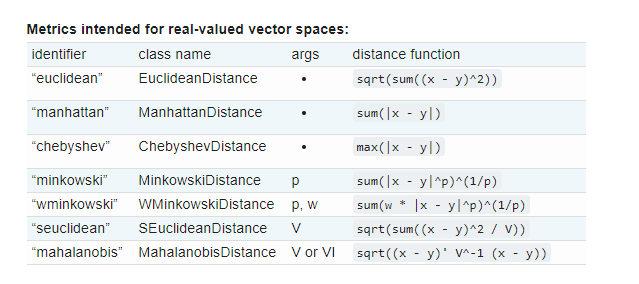 Metrics intended for real-valued vector spaces:
identifier class name args distance function
“euclidean” EuclideanDistance • sqrt(sum((x - y)^2))
“manhattan” ManhattanDistance • sum(|x - y|)
“chebyshev” ChebyshevDistance • max(|x - y|)
“minkowski” MinkowskiDistance p sum(|x - y|^p)^(1/p)
“wminkowski” WMinkowskiDistance p, w sum(w * |x - y|^p)^(1/p)
“seuclidean” SEuclideanDistance V sqrt(sum((x - y)^2 / V))
“mahalanobis” MahalanobisDistance V or VI sqrt((x - y)' V^-1 (x - y))